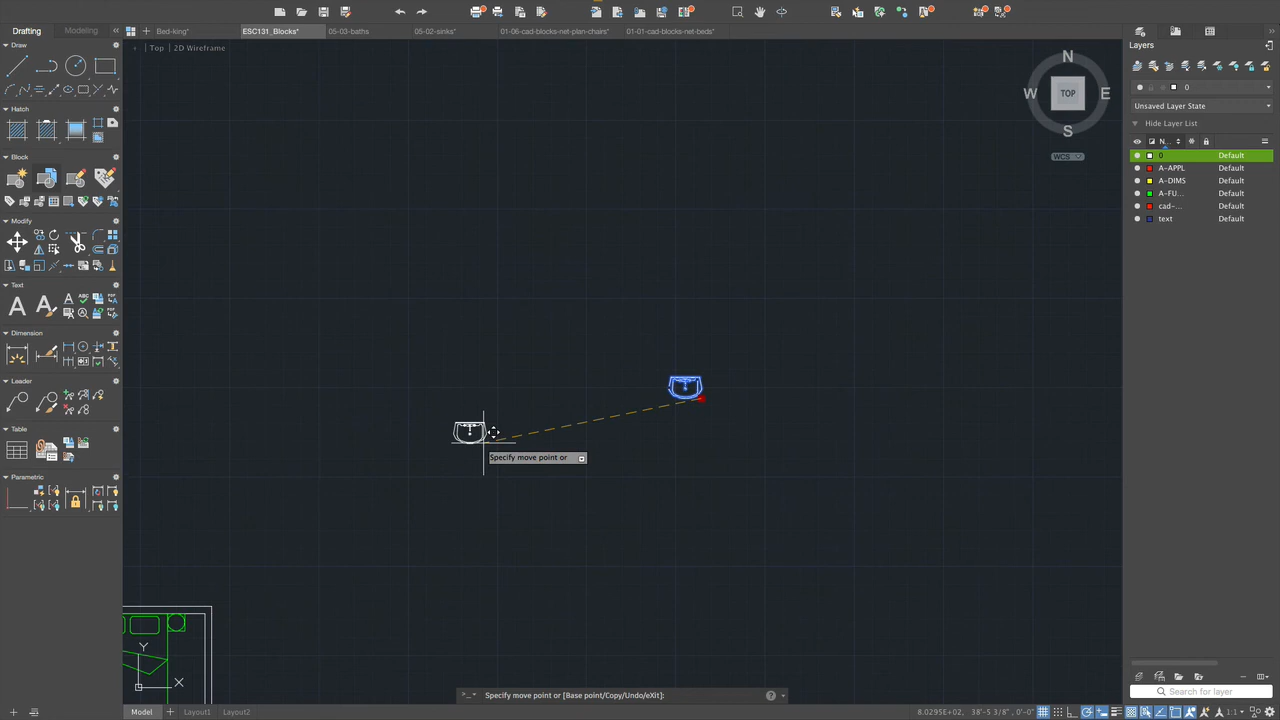 Drafting
Modeling
Bed-king*
ESC131_Blocks*
05-03-baths
05-02-sinks*
01-06-cad-blocks-net-plan-chairs*
01-01-cad-blocks-net-beds*
Draw
Top
2D Wireframe
Hatch
Block
Modify
Text
Dimension
Leader
Table
Parametric
N
W
TOP
E
S
WCS
Layers
0
Unsaved Layer State
Hide Layer List
N...
0 Default
A-APPL Default
A-DIMS Default
A-FU... Default
cad-... Default
text Default
Specify move point or
Y
X
Specify move point or [Base point/Copy/Undo/eXit]:
Search for layer
Model
Layout1
Layout2
8.0295E+02, 38'-5 3/8", 0'-0"
1:1